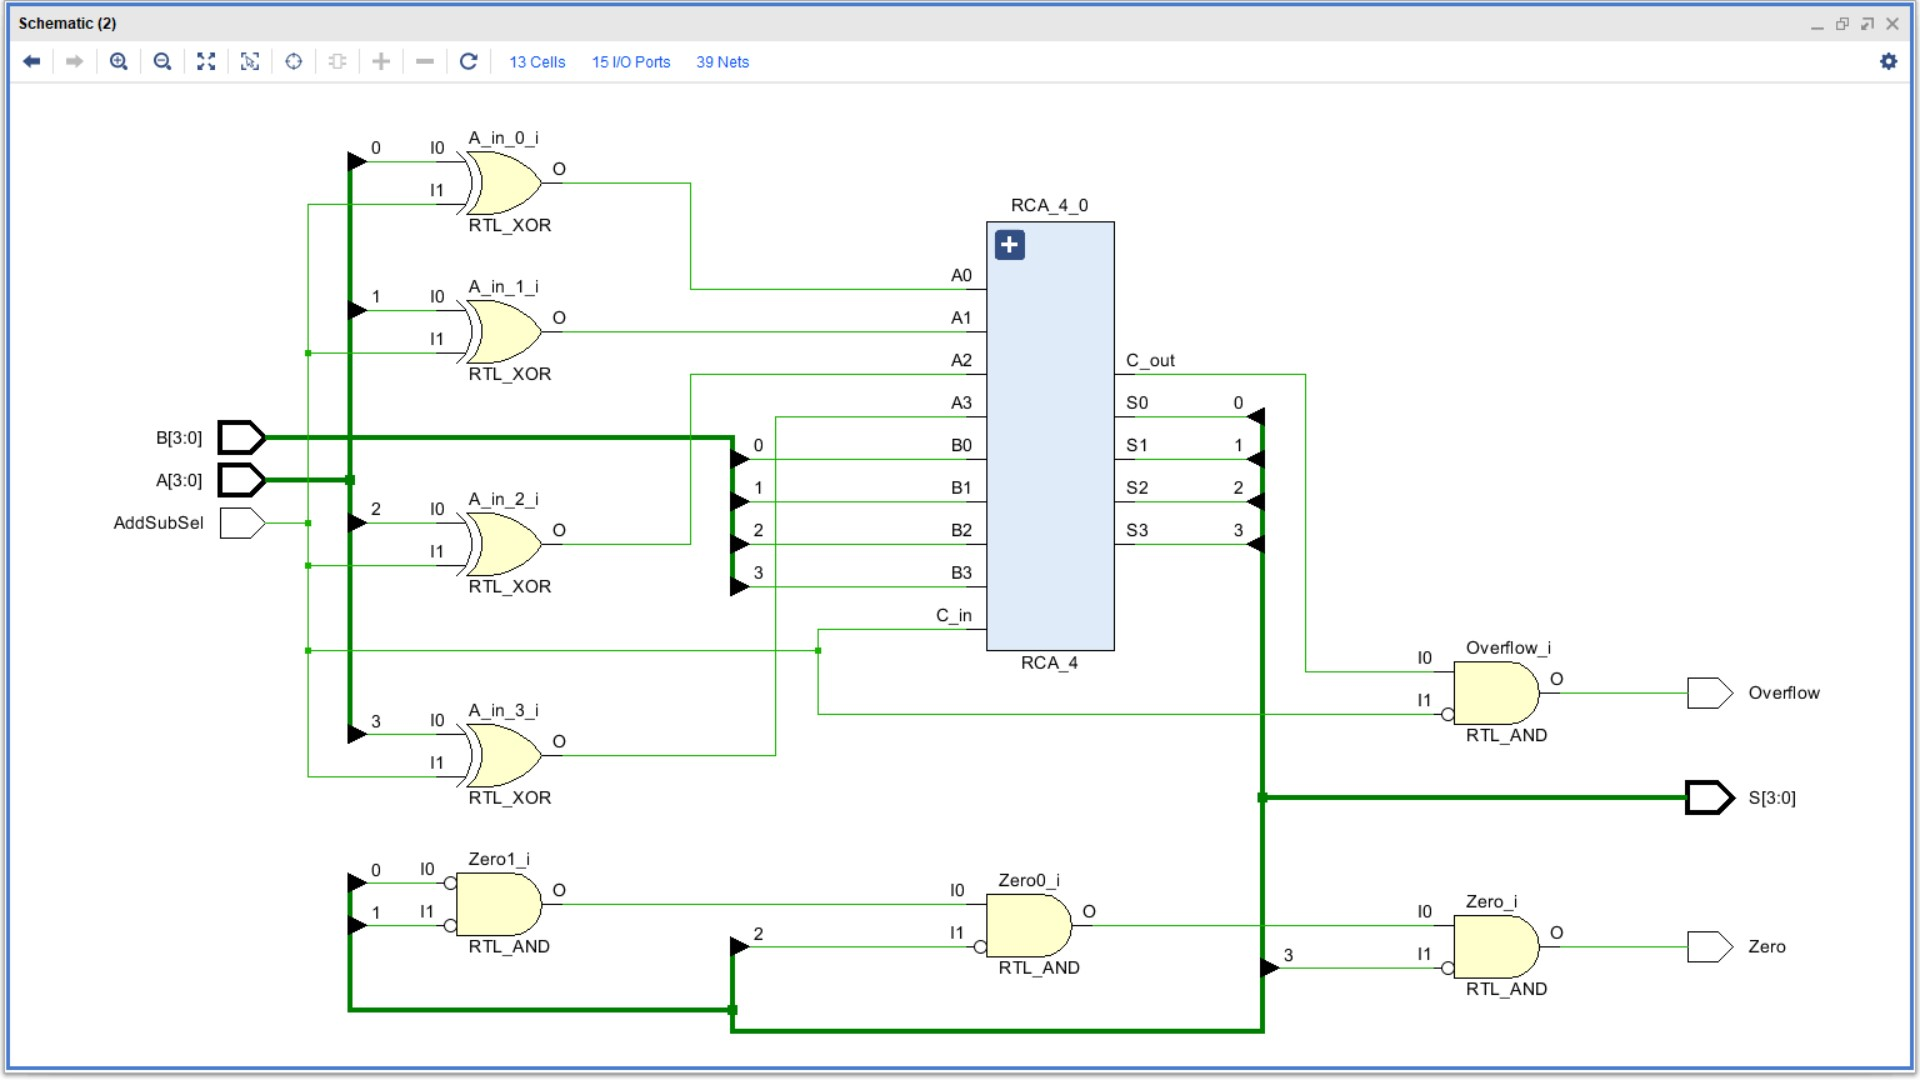 Schematic (2)
13 Cells 15 I/O Ports 39 Nets
A_in_0_i
0 I0 O
I1
RTL_XOR
RCA_4_0
A_in_1_i
1 I0 O
I1
RTL_XOR
A0
A1
A2
A3
B[3:0]
0 B0
1 B1
2 B2
3 B3
C_in
RCA_4
C_out
S0 0
S1 1
S2 2
S3 3
A[3:0]
AddSubSel
A_in_2_i
2 I0 O
I1
RTL_XOR
A_in_3_i
3 I0 O
I1
RTL_XOR
Overflow_i
I0 O Overflow
I1
RTL_AND
S[3:0]
Zero1_i
0 I0 O
1 I1
RTL_AND
Zero0_i
I0 O
2 I1
RTL_AND
Zero_i
I0 O Zero
3 I1
RTL_AND